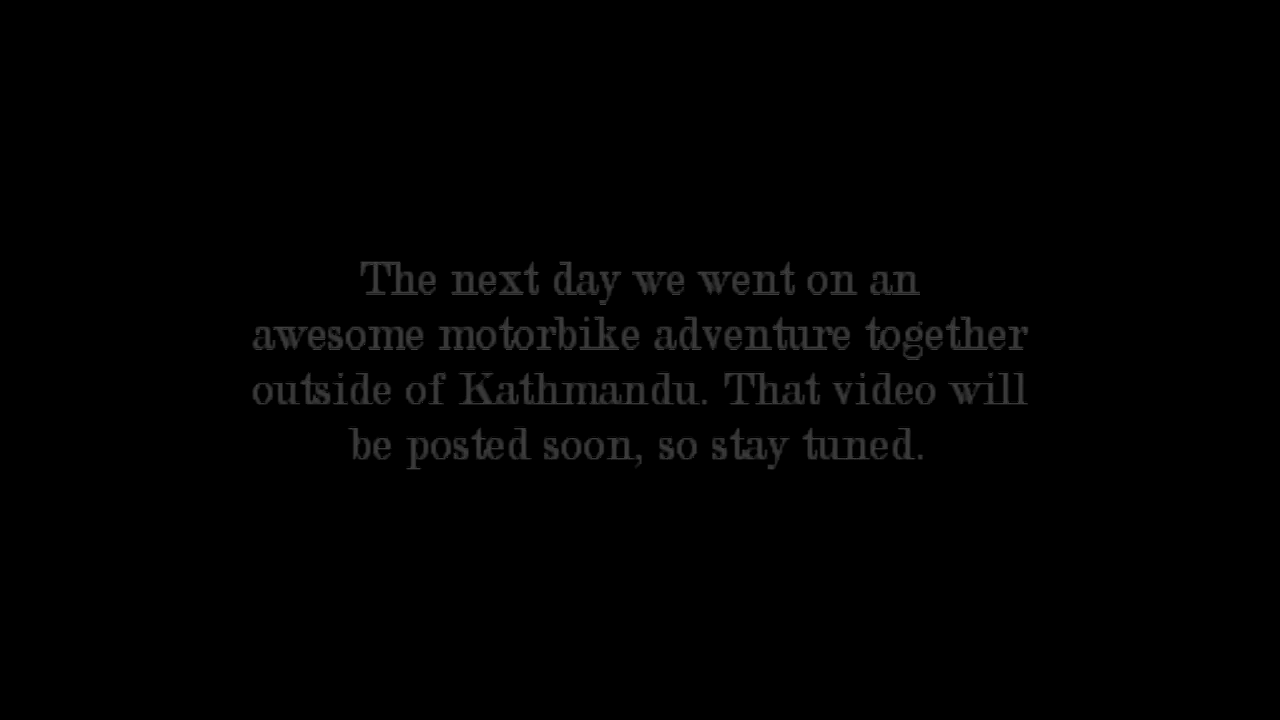 The next day we went on an
awesome motorbike adventure together
outside of Kathmandu. That video will
be posted soon, so stay tuned.